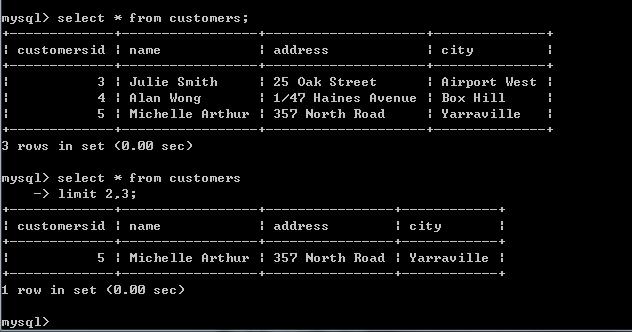 mysql> select * from customers;
+-------------+-----------------+-------------------+--------------+
¦ customersid ¦ name            ¦ address           ¦ city         ¦
+-------------+-----------------+-------------------+--------------+
¦           3 ¦ Julie Smith     ¦ 25 Oak Street     ¦ Airport West ¦
¦           4 ¦ Alan Wong       ¦ 1/47 Haines Avenue ¦ Box Hill     ¦
¦           5 ¦ Michelle Arthur ¦ 357 North Road    ¦ Yarraville   ¦
+-------------+-----------------+-------------------+--------------+
3 rows in set (0.00 sec)
mysql> select * from customers
    -> limit 2,3;
+-------------+-----------------+----------------+------------+
¦ customersid ¦ name            ¦ address        ¦ city       ¦
+-------------+-----------------+----------------+------------+
¦           5 ¦ Michelle Arthur ¦ 357 North Road ¦ Yarraville ¦
+-------------+-----------------+----------------+------------+
1 row in set (0.00 sec)
mysql>